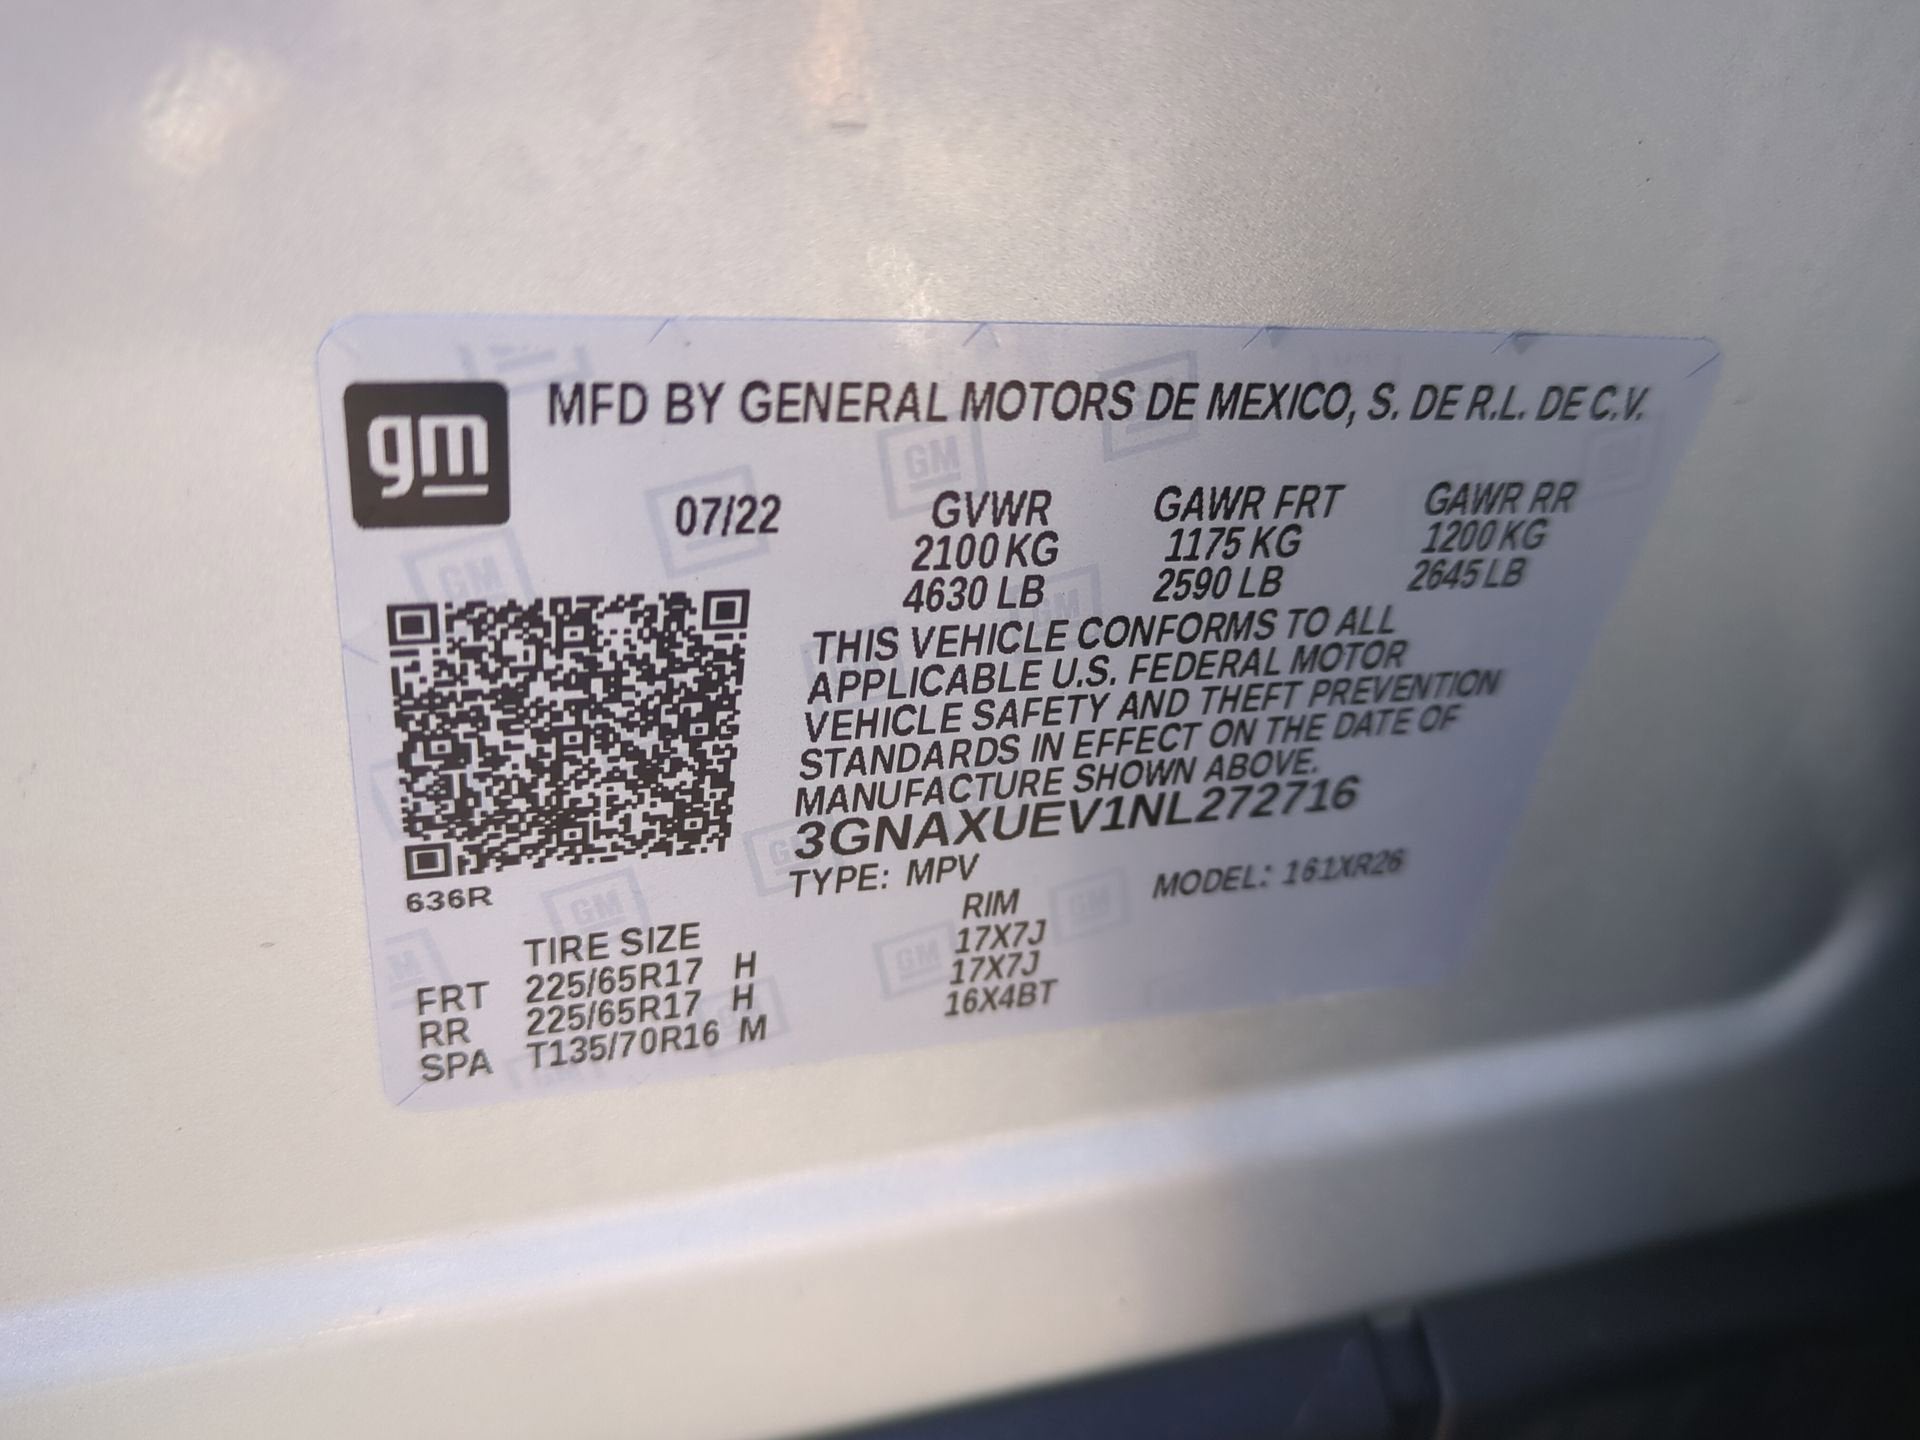 gm
MFD BY GENERAL MOTORS DE MEXICO, S. DE R.L. DE C.V.
07/22 GVWR GAWR FRT GAWR RR
2100 KG 1175 KG 1200 KG
4630 LB 2590 LB 2645 LB
THIS VEHICLE CONFORMS TO ALL
APPLICABLE U.S. FEDERAL MOTOR
VEHICLE SAFETY AND THEFT PREVENTION
STANDARDS IN EFFECT ON THE DATE OF
MANUFACTURE SHOWN ABOVE.
3GNAXUEV1NL272716
TYPE: MPV MODEL: 161XR26
636R
TIRE SIZE RIM
FRT 225/65R17 H 17X7J
RR 225/65R17 H 17X7J
SPA T135/70R16 M 16X4BT